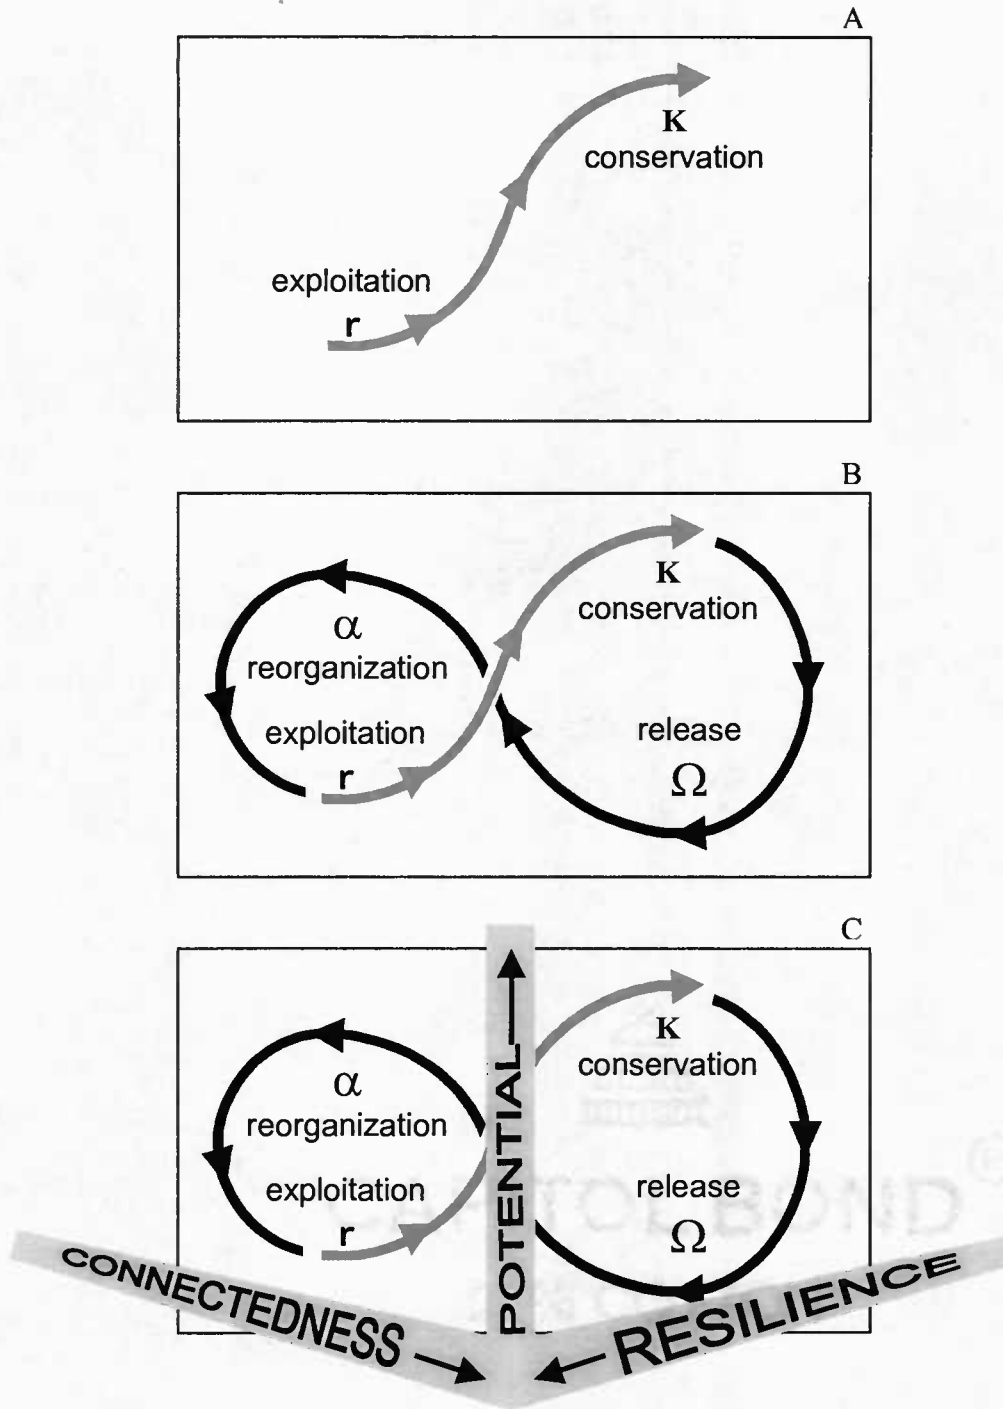 A
K
conservation
exploitation
r
B
α
reorganization
exploitation
r
K
conservation
release
Ω
C
α
reorganization
exploitation
r
K
conservation
release
Ω
POTENTIAL
CONNECTEDNESS
RESILIENCE